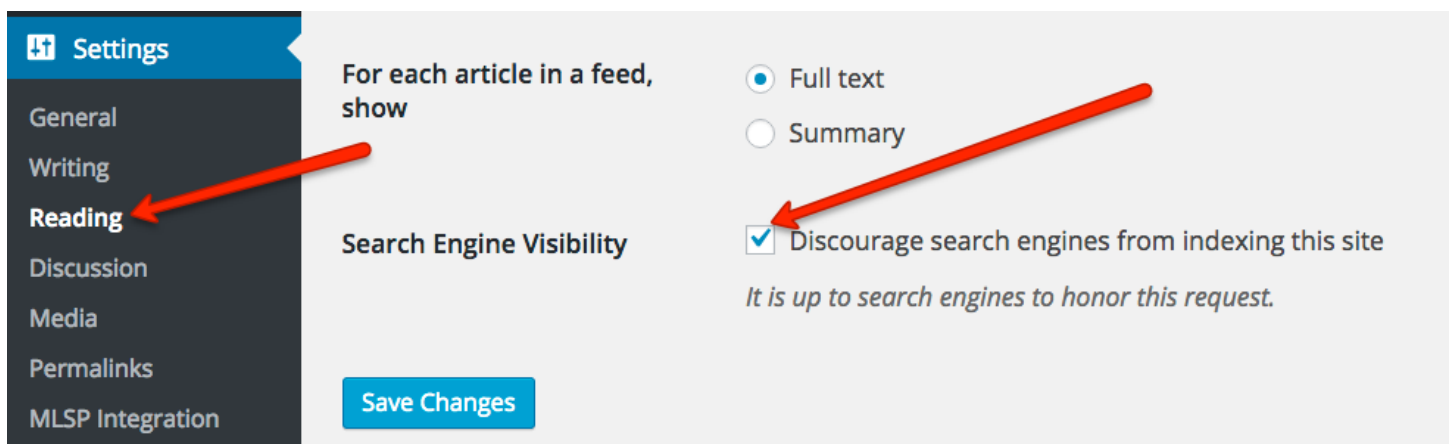 Settings
General
Writing
Reading
Discussion
Media
Permalinks
MLSP Integration
For each article in a feed,
show
Full text
Summary
Search Engine Visibility
Discourage search engines from indexing this site
It is up to search engines to honor this request.
Save Changes